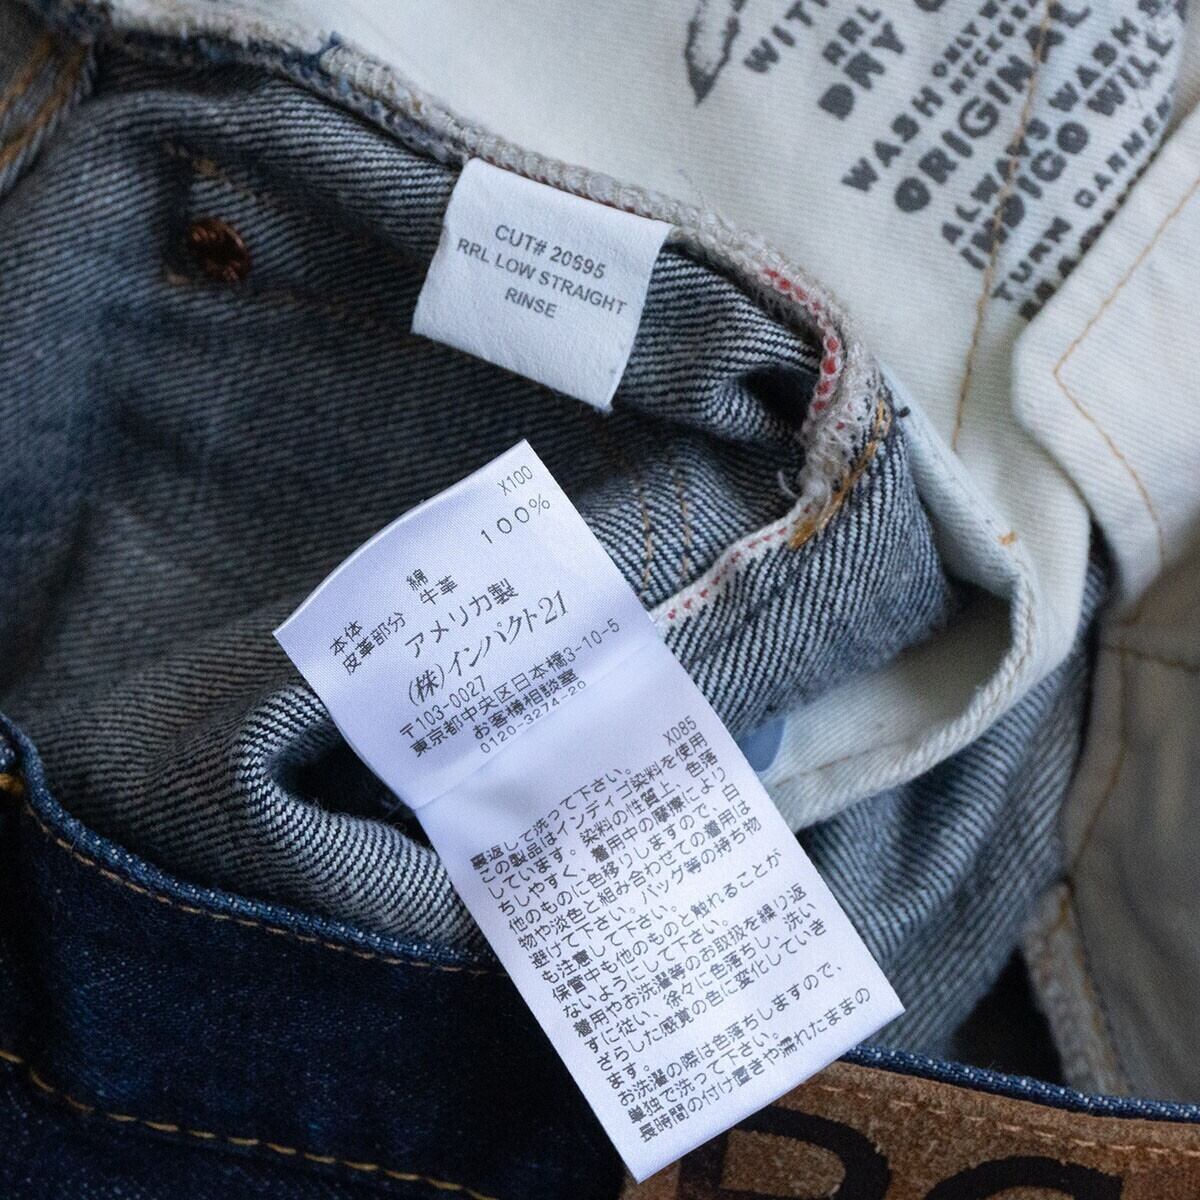 WITH
RRL
DRY
ONLY
WASH
ORIGINAL
ALWAYS WASH
INDIGO WILL
TURN GARMENT
CUT# 20695
RRL LOW STRAIGHT
RINSE
X100
本体 綿 100%
皮革部分 牛革
アメリカ製
(株)インパクト21
〒103-0027
東京都中央区日本橋3-10-5
お客様相談室
0120-3274-20
X085
裏返して洗って下さい。
この製品はインディゴ染料を使用
しています。染料の性質上、色落
ちしやすく、着用中の摩擦により
他のものに色移りしますので、白
物や淡色と組み合わせての着用は
避けて下さい。バッグ等の持ち物
も注意して下さい。
保管中も他のものと触れることが
ないようにして下さい。
着用やお洗濯等のお取扱を繰り返
すに従い、徐々に色落ちし、洗い
ざらした感覚の色に変化していき
ます。
お洗濯の際は色落ちしますので、
単独で洗って下さい。
長時間の付け置きや濡れたままの